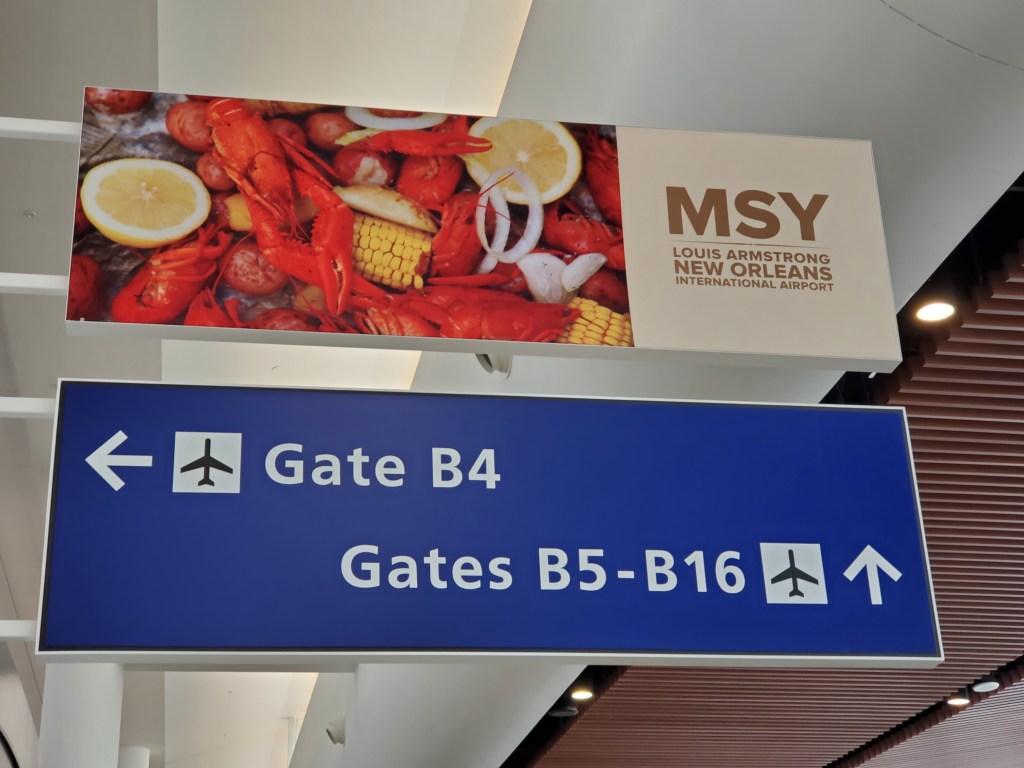 MSY
LOUIS ARMSTRONG
NEW ORLEANS
INTERNATIONAL AIRPORT
Gate B4
Gates B5-B16